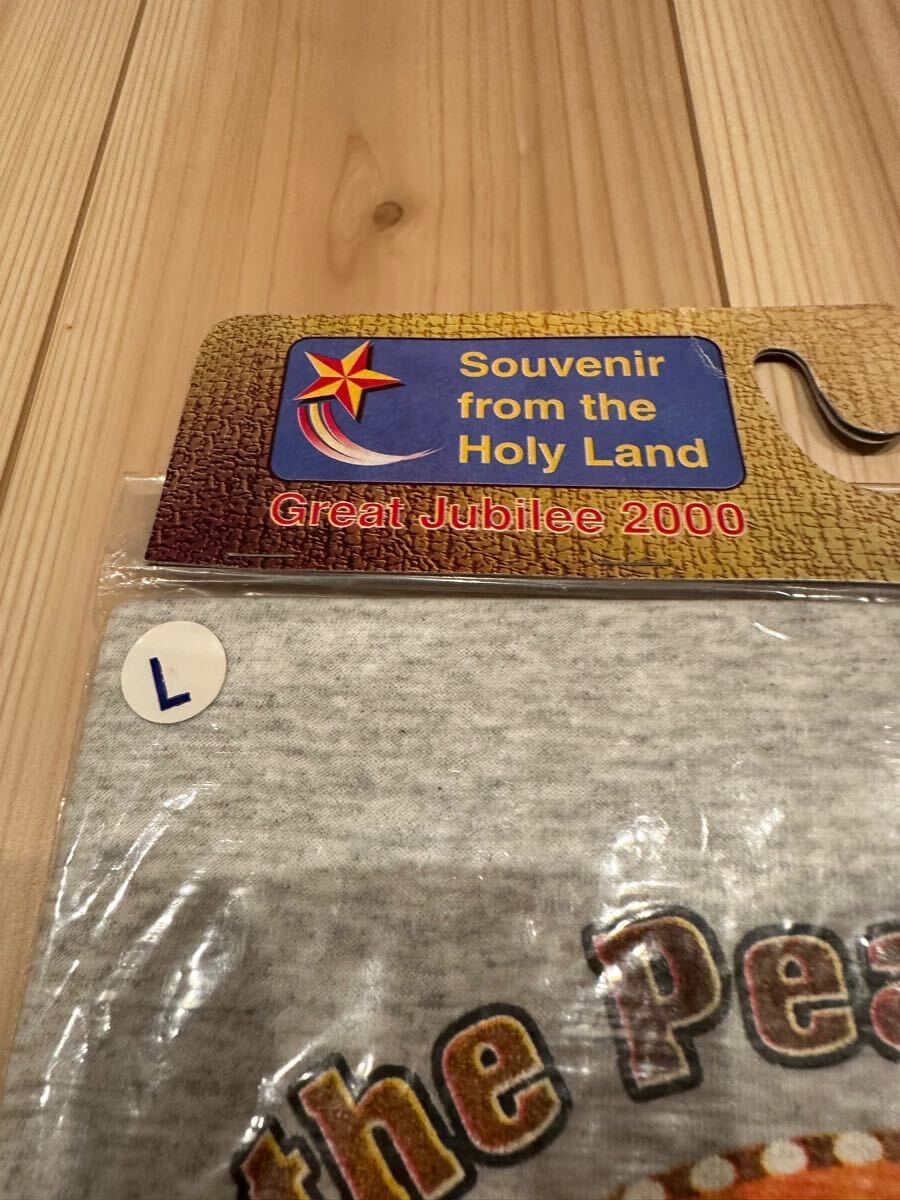 Souvenir
from the
Holy Land
Great Jubilee 2000
L
the Pea